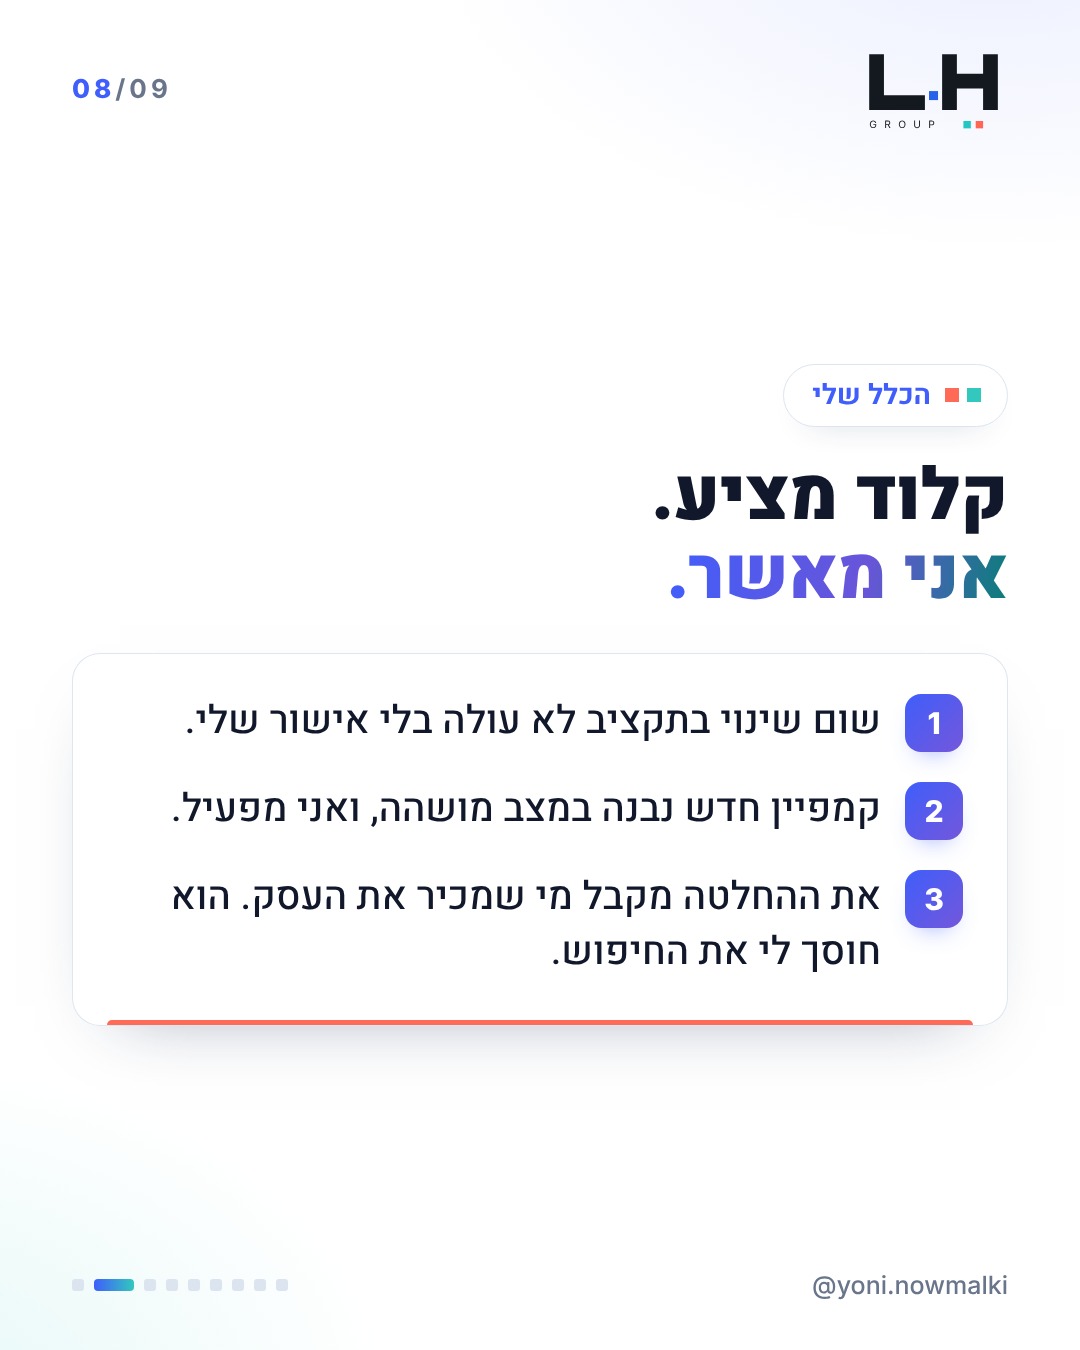 08/09
L.H
GROUP
הכלל שלי
קלוד מציע.
אני מאשר.
1 שום שינוי בתקציב לא עולה בלי אישור שלי.
2 קמפיין חדש נבנה במצב מושהה, ואני מפעיל.
3 את ההחלטה מקבל מי שמכיר את העסק. הוא
חוסך לי את החיפוש.
@yoni.nowmalki